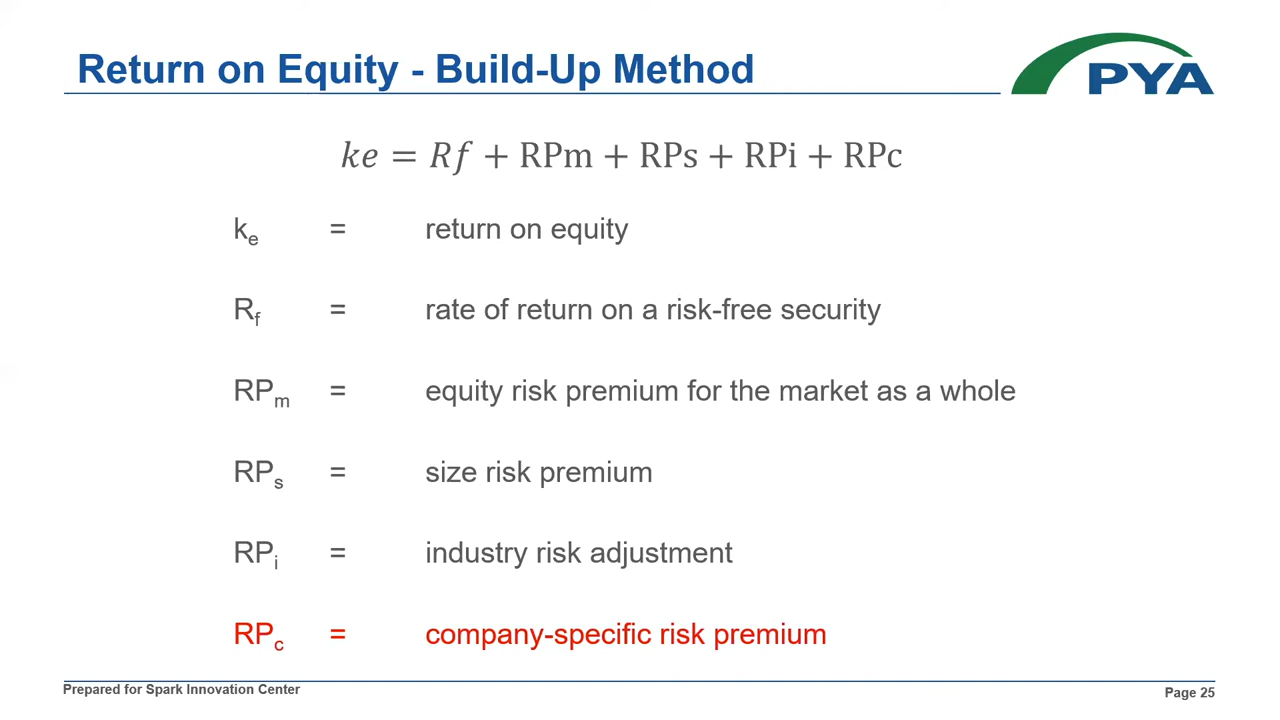 Return on Equity - Build-Up Method
PYA
ke = Rf + RPm + RPs + RPi + RPc
ke = return on equity
Rf = rate of return on a risk-free security
RPm = equity risk premium for the market as a whole
RPs = size risk premium
RPi = industry risk adjustment
RPc = company-specific risk premium
Prepared for Spark Innovation Center
Page 25